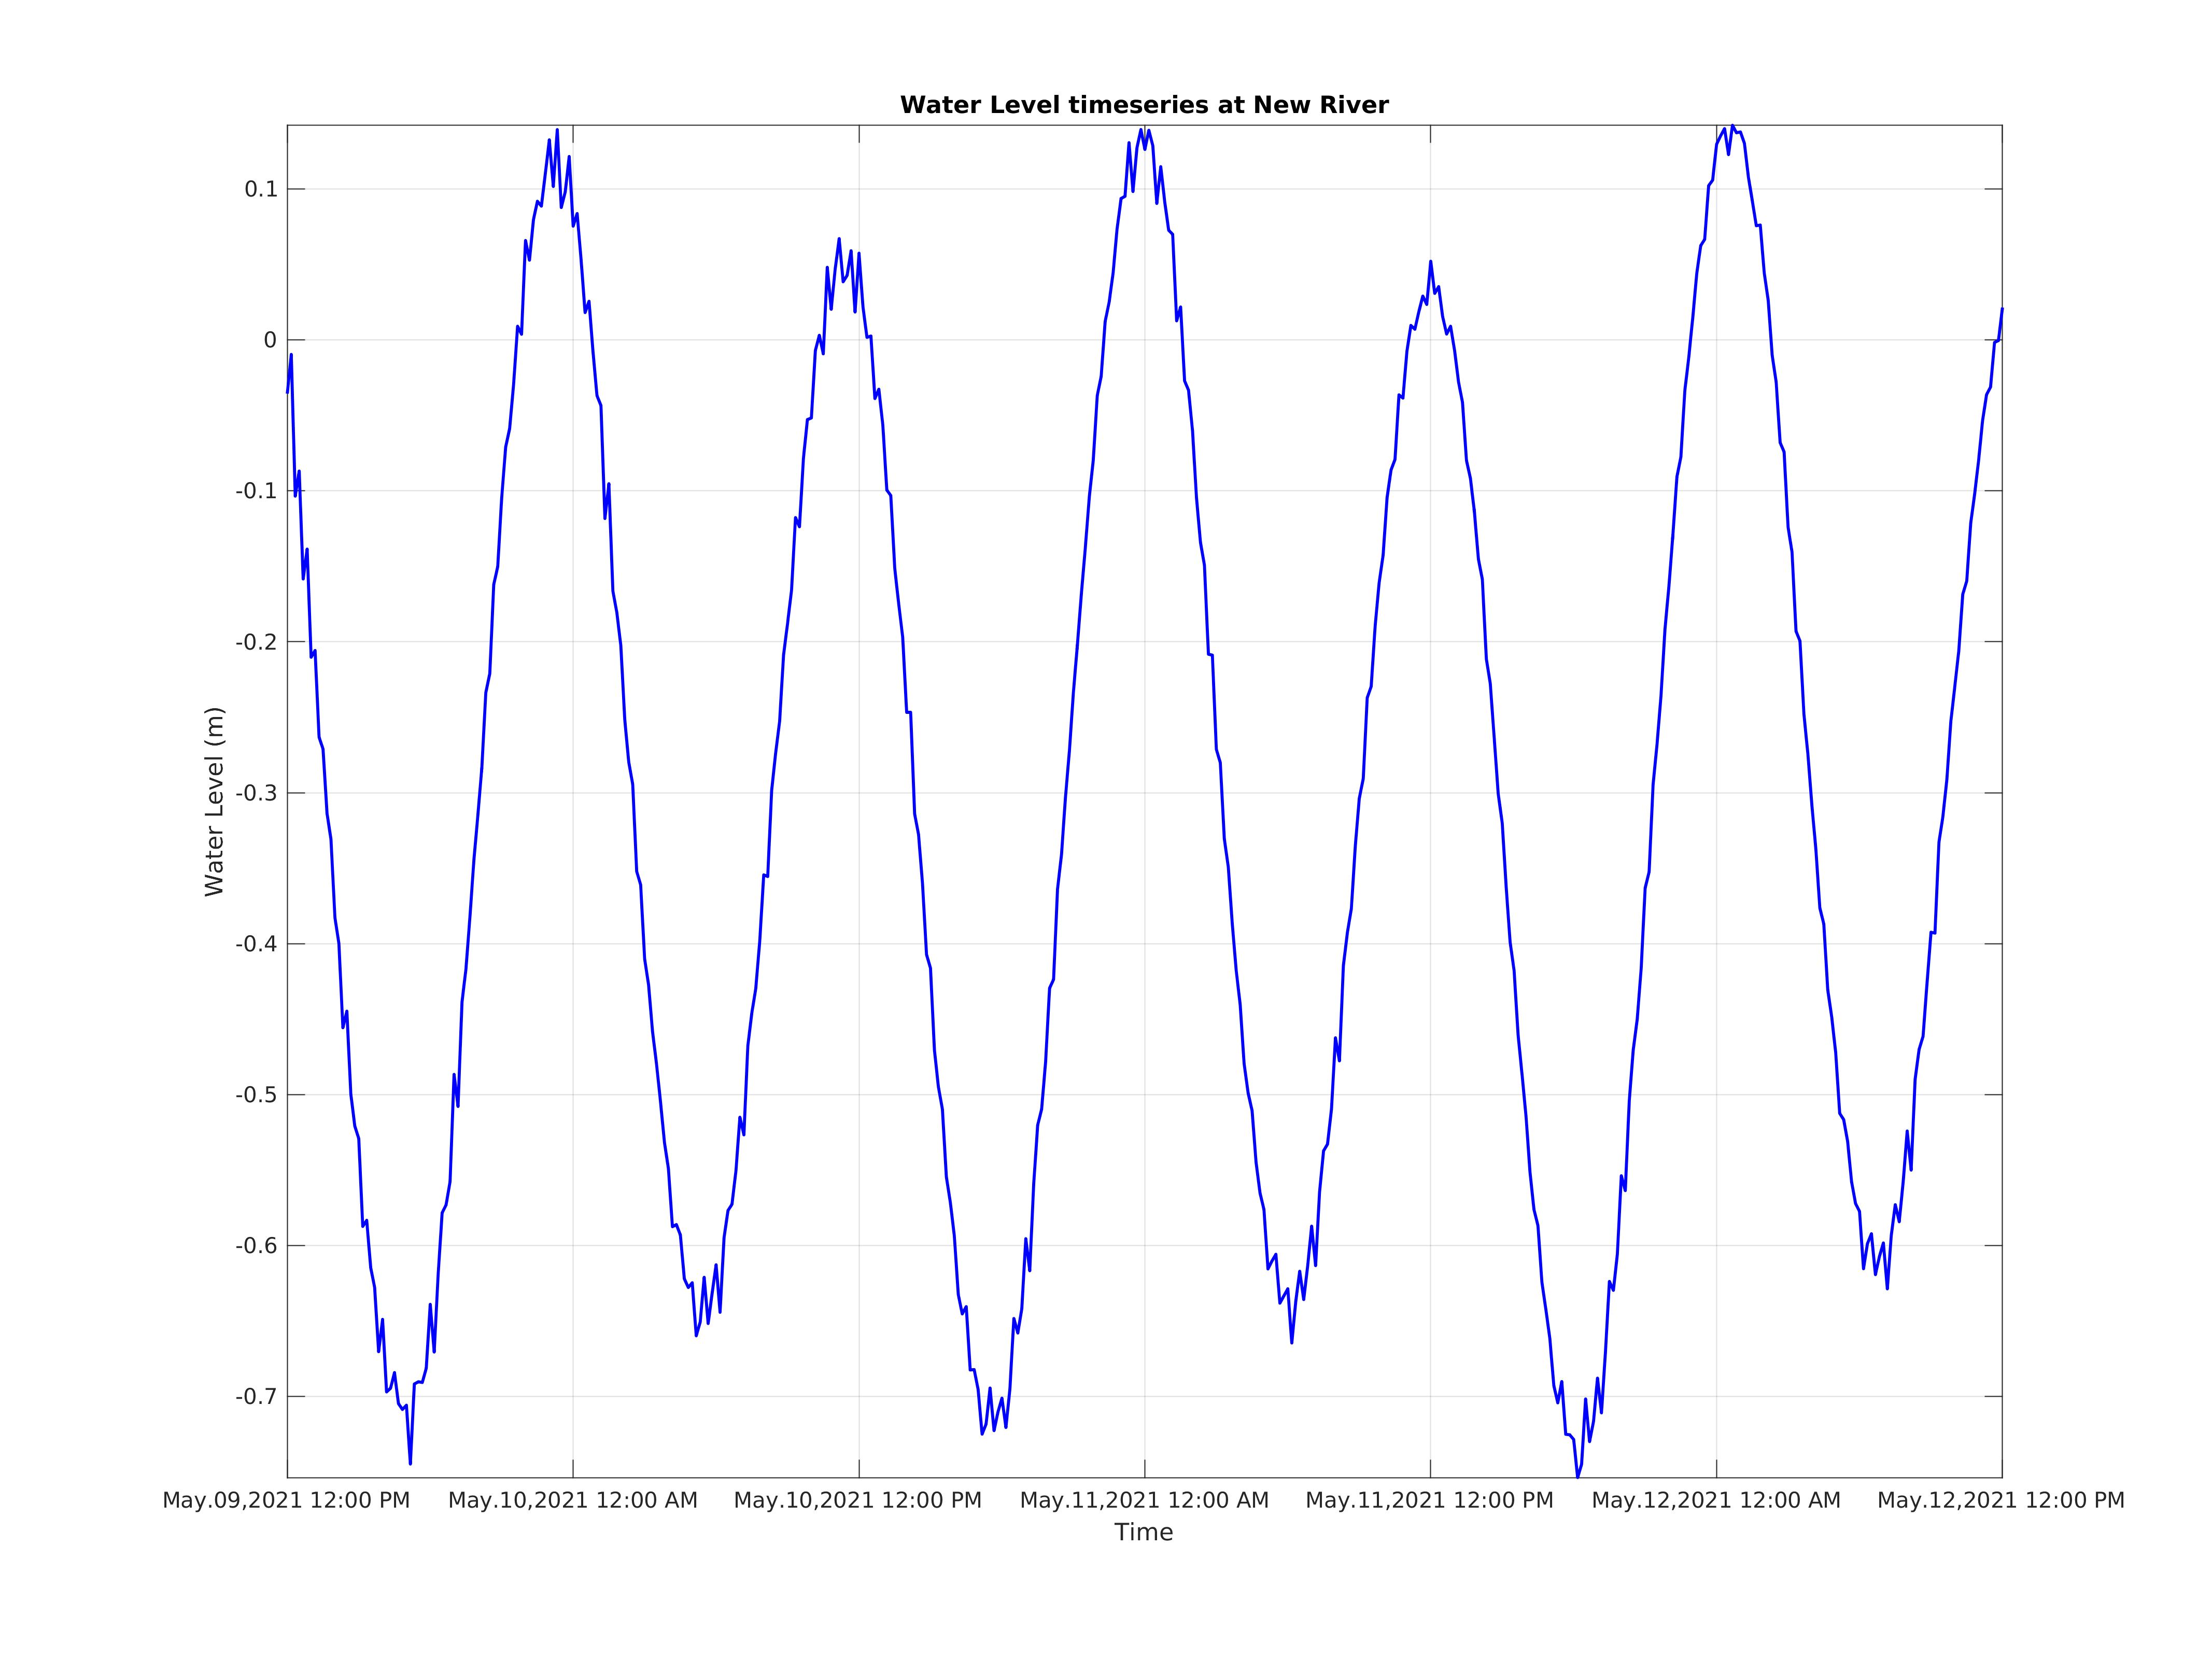 Water Level timeseries at New River
Water Level (m)
0.1
0
-0.1
-0.2
-0.3
-0.4
-0.5
-0.6
-0.7
May.09,2021 12:00 PM May.10,2021 12:00 AM May.10,2021 12:00 PM May.11,2021 12:00 AM May.11,2021 12:00 PM May.12,2021 12:00 AM May.12,2021 12:00 PM
Time